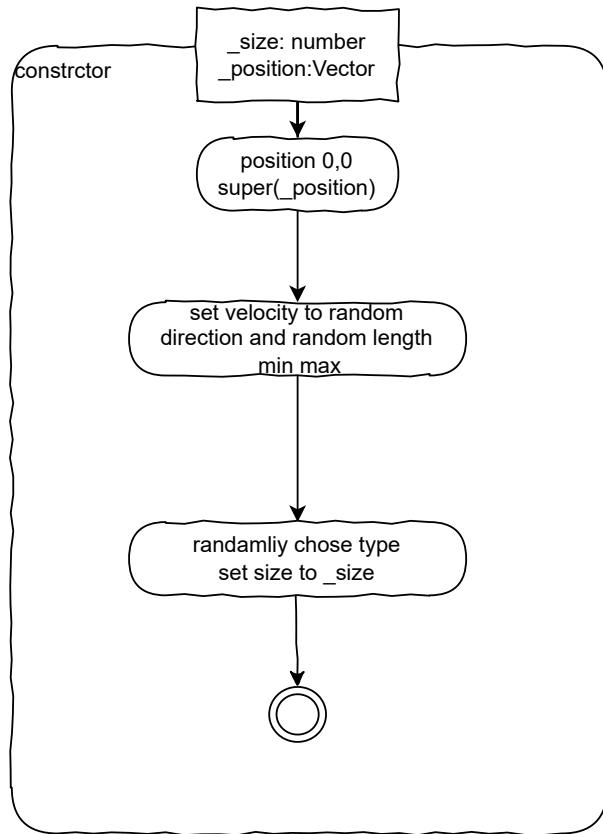 _size: number
_position:Vector
constrctor
position 0,0
super(_position)
set velocity to random
direction and random length
min max
randamliy chose type
set size to _size